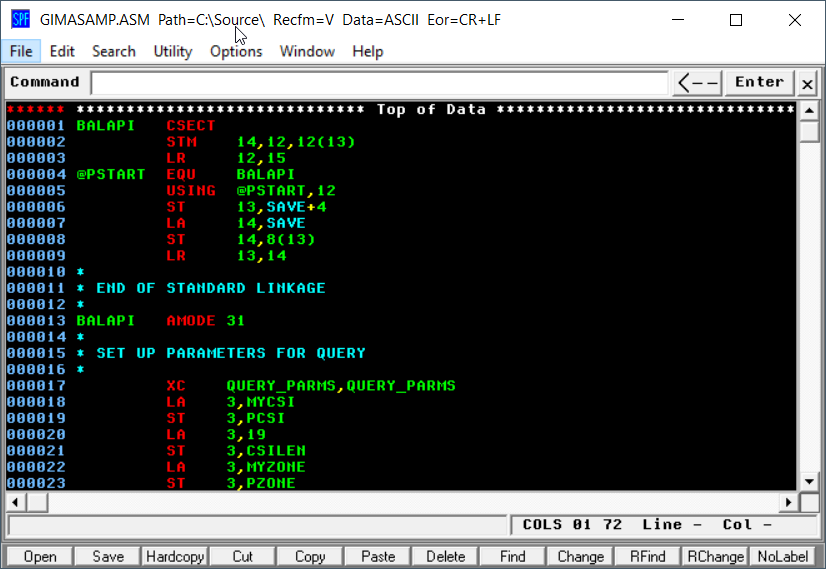 SPF GIMASAMP.ASM Path=C:\Source\ Recfm=V Data=ASCII Eor=CR+LF
File Edit Search Utility Options Window Help
Command <-- Enter
****** ***************************** Top of Data ******************************
000001 BALAPI   CSECT
000002          STM    14,12,12(13)
000003          LR     12,15
000004 @PSTART  EQU    BALAPI
000005          USING  @PSTART,12
000006          ST     13,SAVE+4
000007          LA     14,SAVE
000008          ST     14,8(13)
000009          LR     13,14
000010 *
000011 * END OF STANDARD LINKAGE
000012 *
000013 BALAPI   AMODE 31
000014 *
000015 * SET UP PARAMETERS FOR QUERY
000016 *
000017          XC    QUERY_PARMS,QUERY_PARMS
000018          LA    3,MYCSI
000019          ST    3,PCSI
000020          LA    3,19
000021          ST    3,CSILEN
000022          LA    3,MYZONE
000023          ST    3,PZONE
COLS 01 72 Line - Col -
Open Save Hardcopy Cut Copy Paste Delete Find Change RFind RChange NoLabel